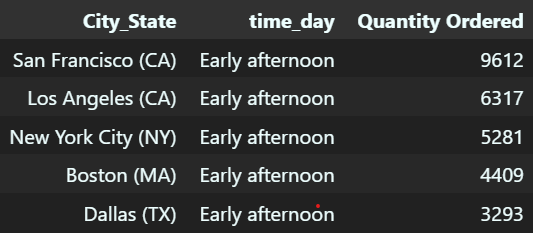 City_State time_day Quantity Ordered
San Francisco (CA) Early afternoon 9612
Los Angeles (CA) Early afternoon 6317
New York City (NY) Early afternoon 5281
Boston (MA) Early afternoon 4409
Dallas (TX) Early afternoon 3293